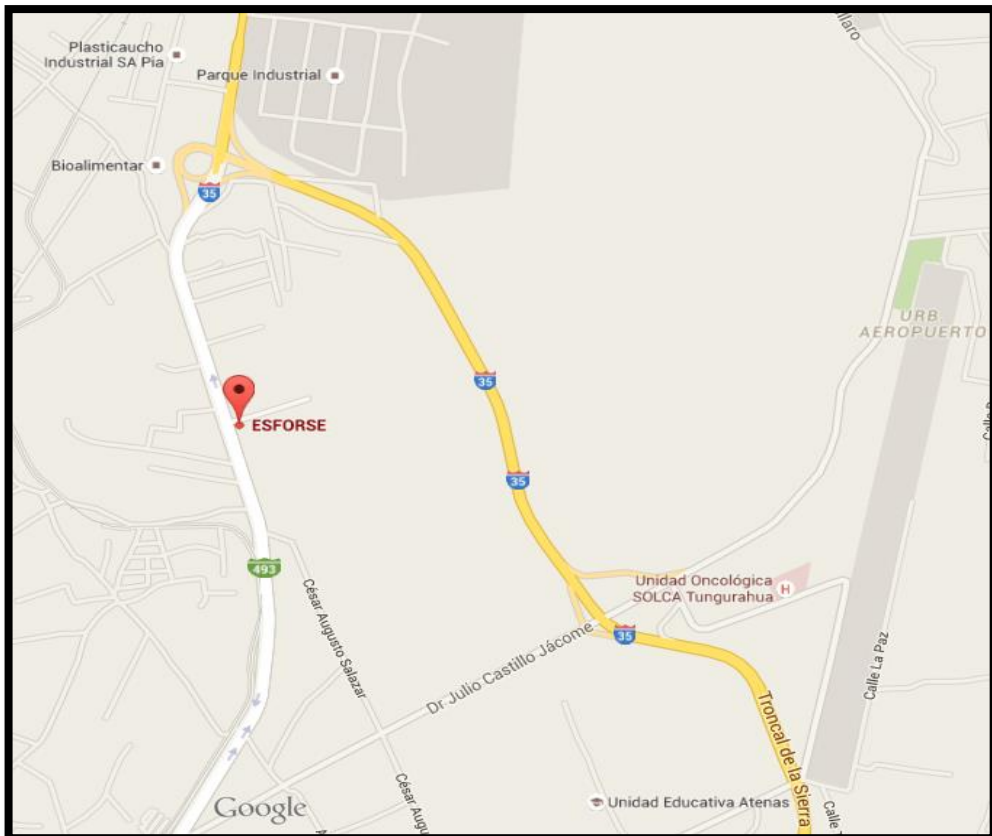 Plasticaucho
Industrial SA Pia
Parque Industrial
Bioalimentar
35
URB.
AEROPUERTO
35
ESFORSE
35
493
Unidad Oncológica
SOLCA Tungurahua
H
35
César Augusto Salazar
Dr Julio Castillo Jácome
Calle La Paz
Troncal de la Sierra
César Augu
Unidad Educativa Atenas
Calle
Google